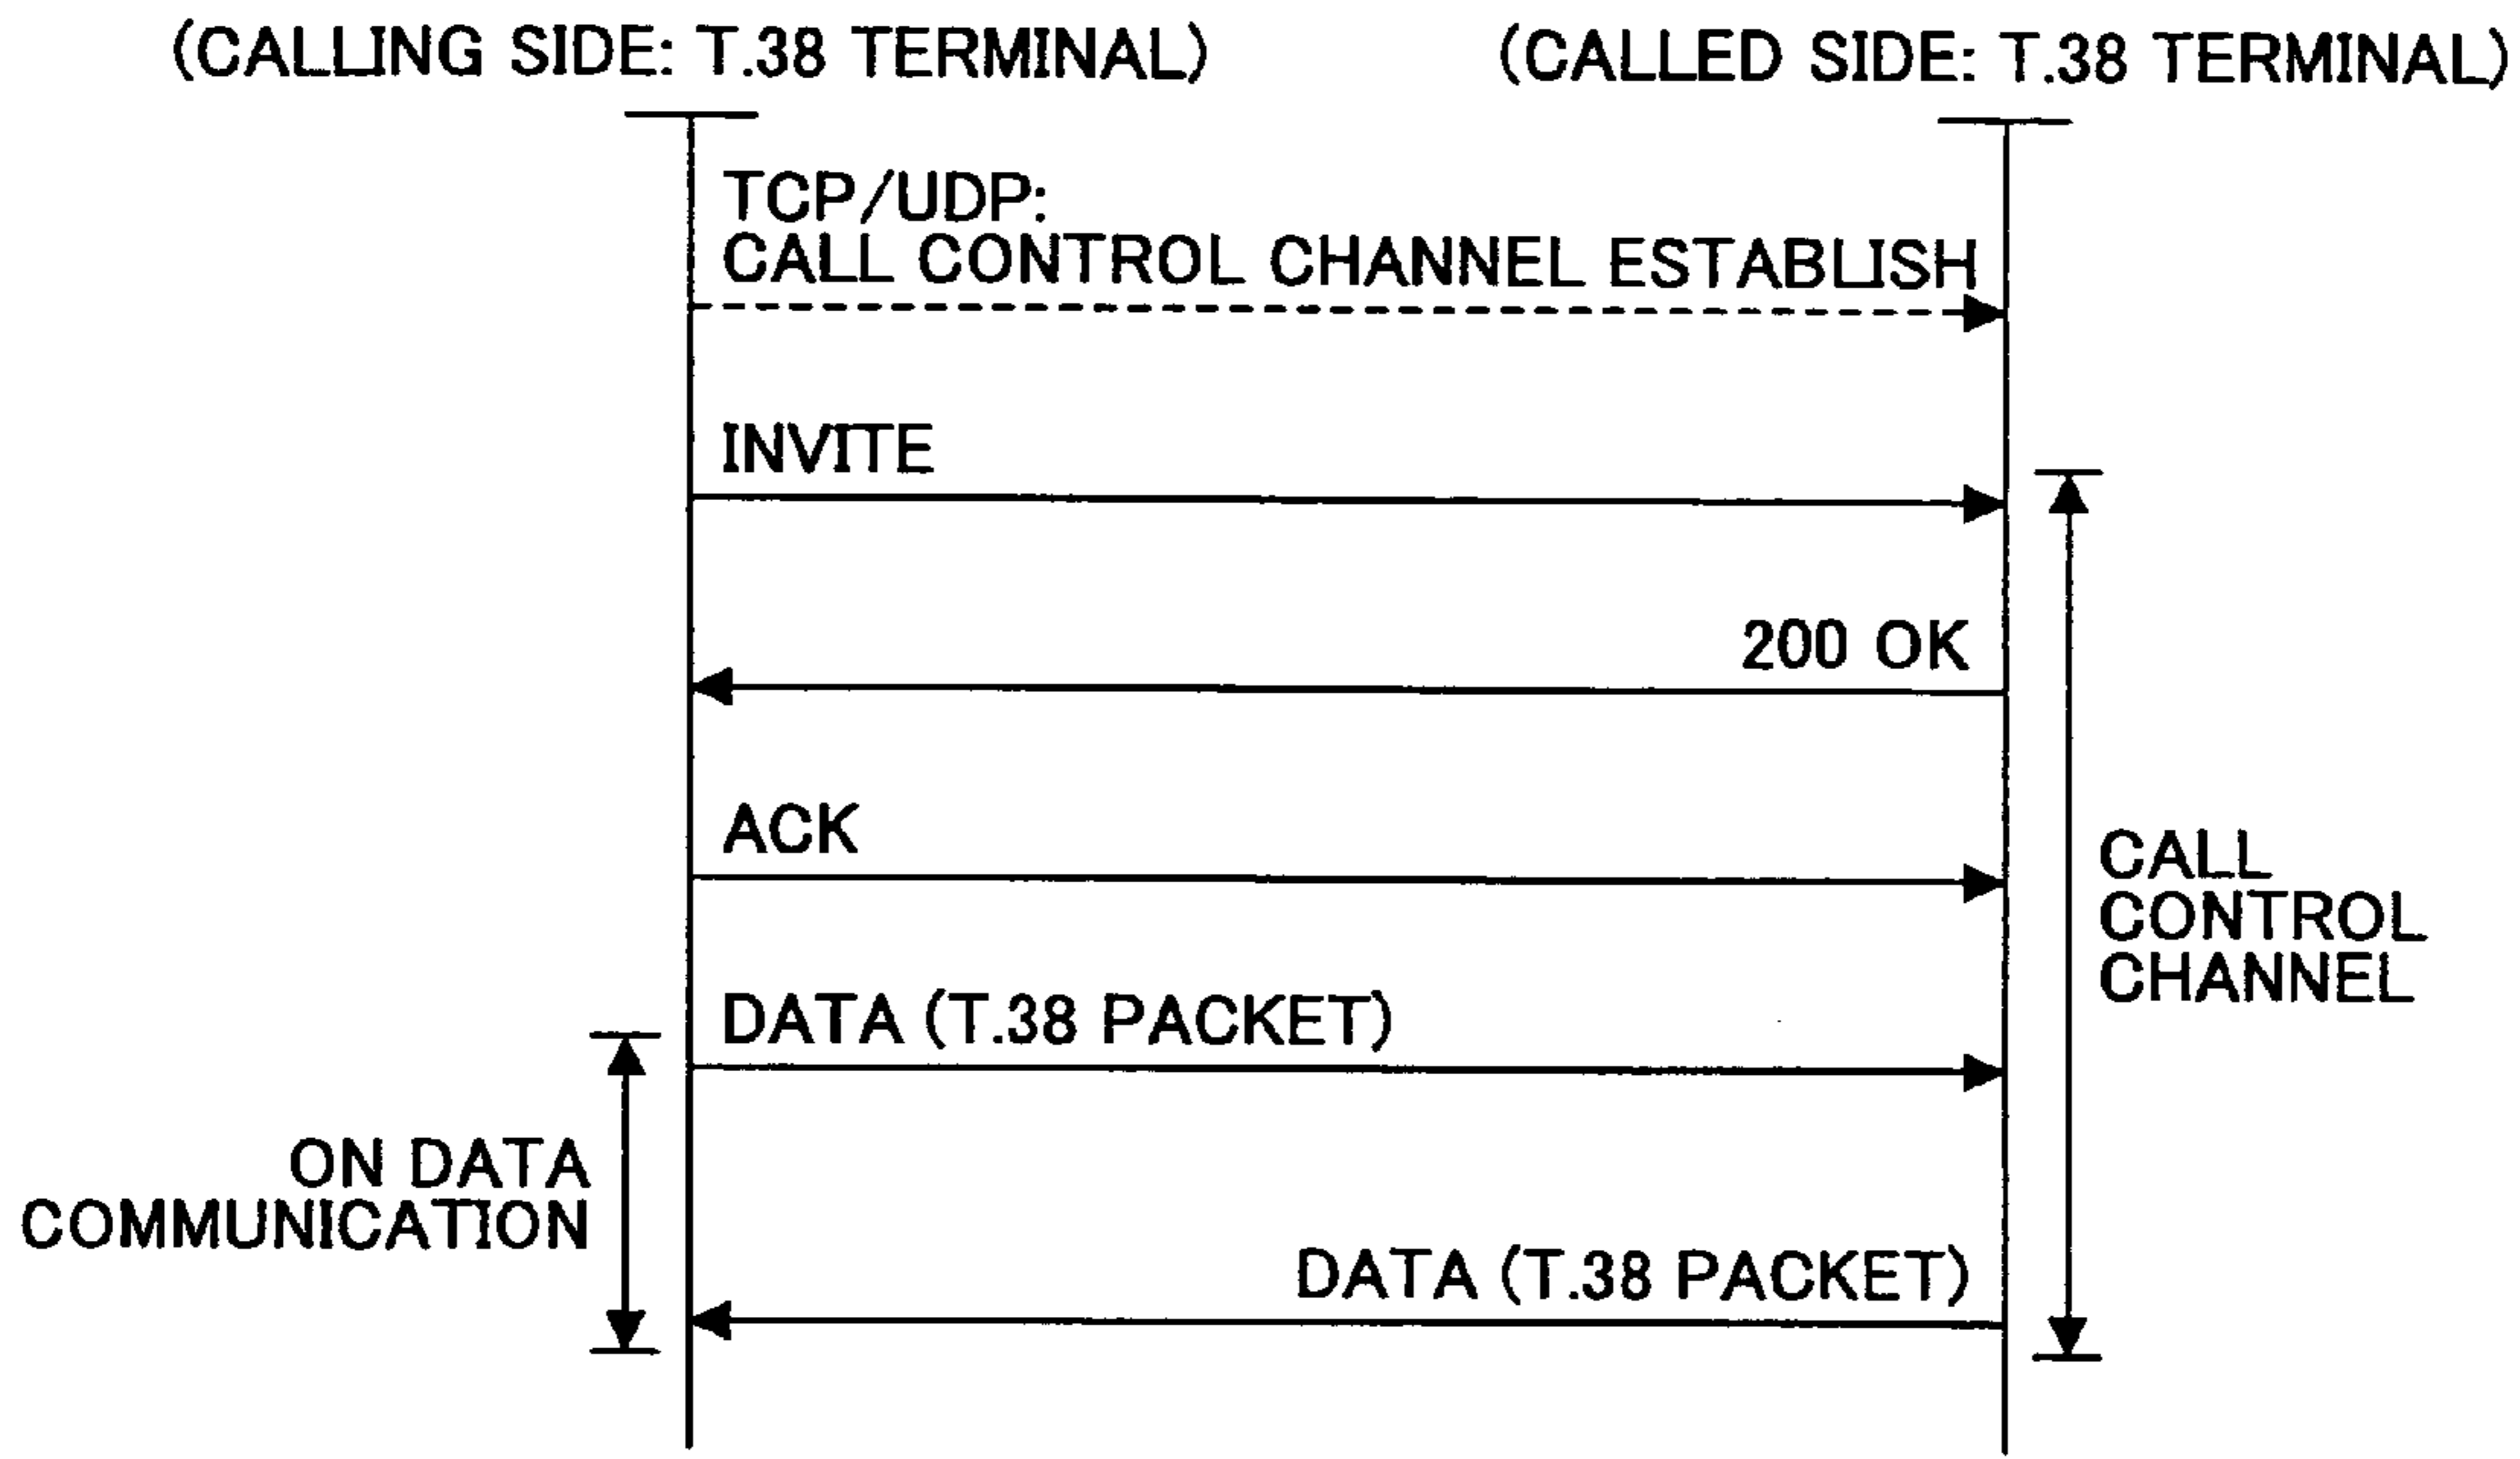 (CALLING SIDE: T.38 TERMINAL)
(CALLED SIDE: T.38 TERMINAL)
TCP/UDP:
CALL CONTROL CHANNEL ESTABLISH
INVITE
200 OK
ACK
CALL
CONTROL
CHANNEL
DATA (T.38 PACKET)
ON DATA
COMMUNICATION
DATA (T.38 PACKET)